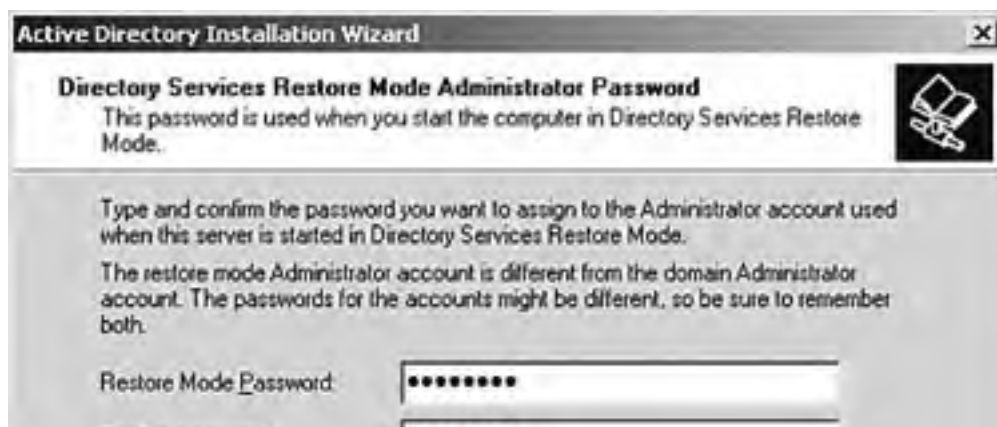 Active Directory Installation Wizard
Directory Services Restore Mode Administrator Password
This password is used when you start the computer in Directory Services Restore
Mode.
Type and confirm the password you want to assign to the Administrator account used
when this server is started in Directory Services Restore Mode.
The restore mode Administrator account is different from the domain Administrator
account. The passwords for the accounts might be different, so be sure to remember
both.
Restore Mode Password: ••••••••